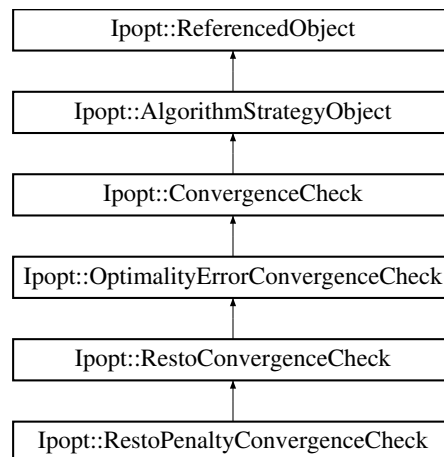 Ipopt::ReferencedObject
Ipopt::AlgorithmStrategyObject
Ipopt::ConvergenceCheck
Ipopt::OptimalityErrorConvergenceCheck
Ipopt::RestoConvergenceCheck
Ipopt::RestoPenaltyConvergenceCheck